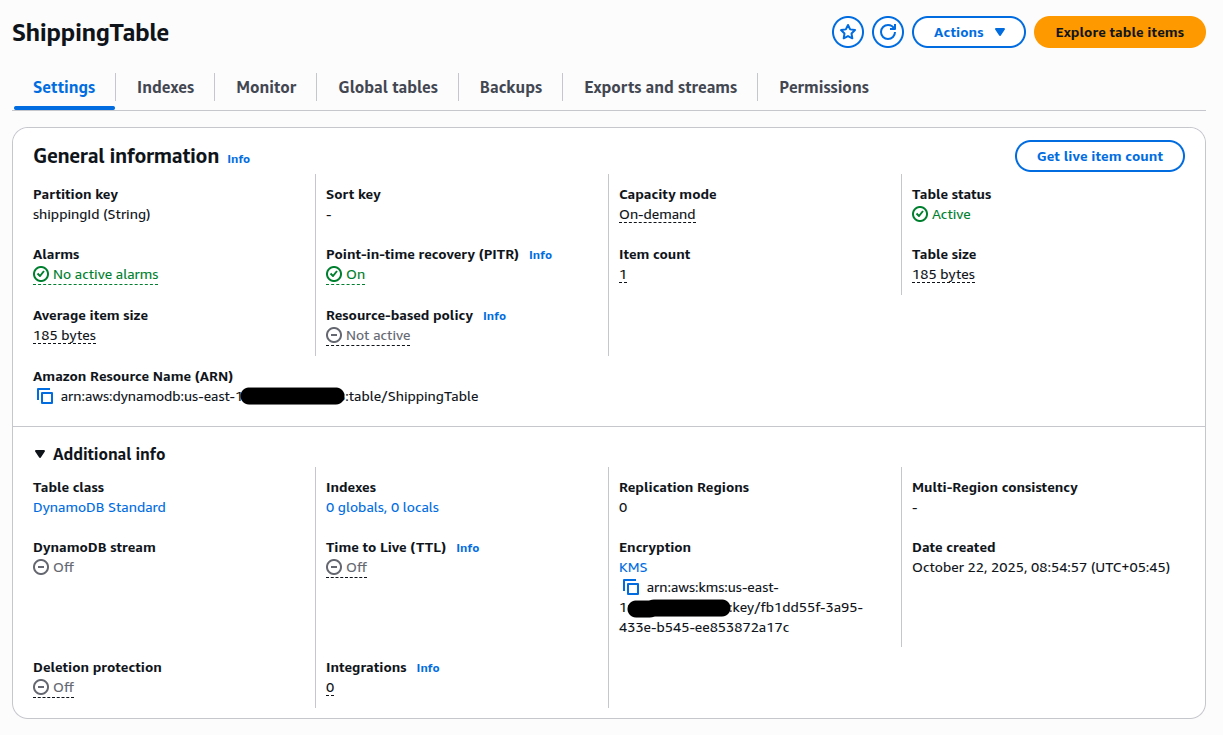 ShippingTable
Actions
Explore table items
Settings
Indexes
Monitor
Global tables
Backups
Exports and streams
Permissions
General information Info
Get live item count
Partition key
shippingId (String)
Sort key
-
Capacity mode
On-demand
Table status
Active
Alarms
No active alarms
Point-in-time recovery (PITR) Info
On
Item count
1
Table size
185 bytes
Average item size
185 bytes
Resource-based policy Info
Not active
Amazon Resource Name (ARN)
arn:aws:dynamodb:us-east-1 :table/ShippingTable
Additional info
Table class
DynamoDB Standard
Indexes
0 globals, 0 locals
Replication Regions
0
Multi-Region consistency
-
DynamoDB stream
Off
Time to Live (TTL) Info
Off
Encryption
KMS
arn:aws:kms:us-east-
1 :key/fb1dd55f-3a95-
433e-b545-ee853872a17c
Date created
October 22, 2025, 08:54:57 (UTC+05:45)
Deletion protection
Off
Integrations Info
0